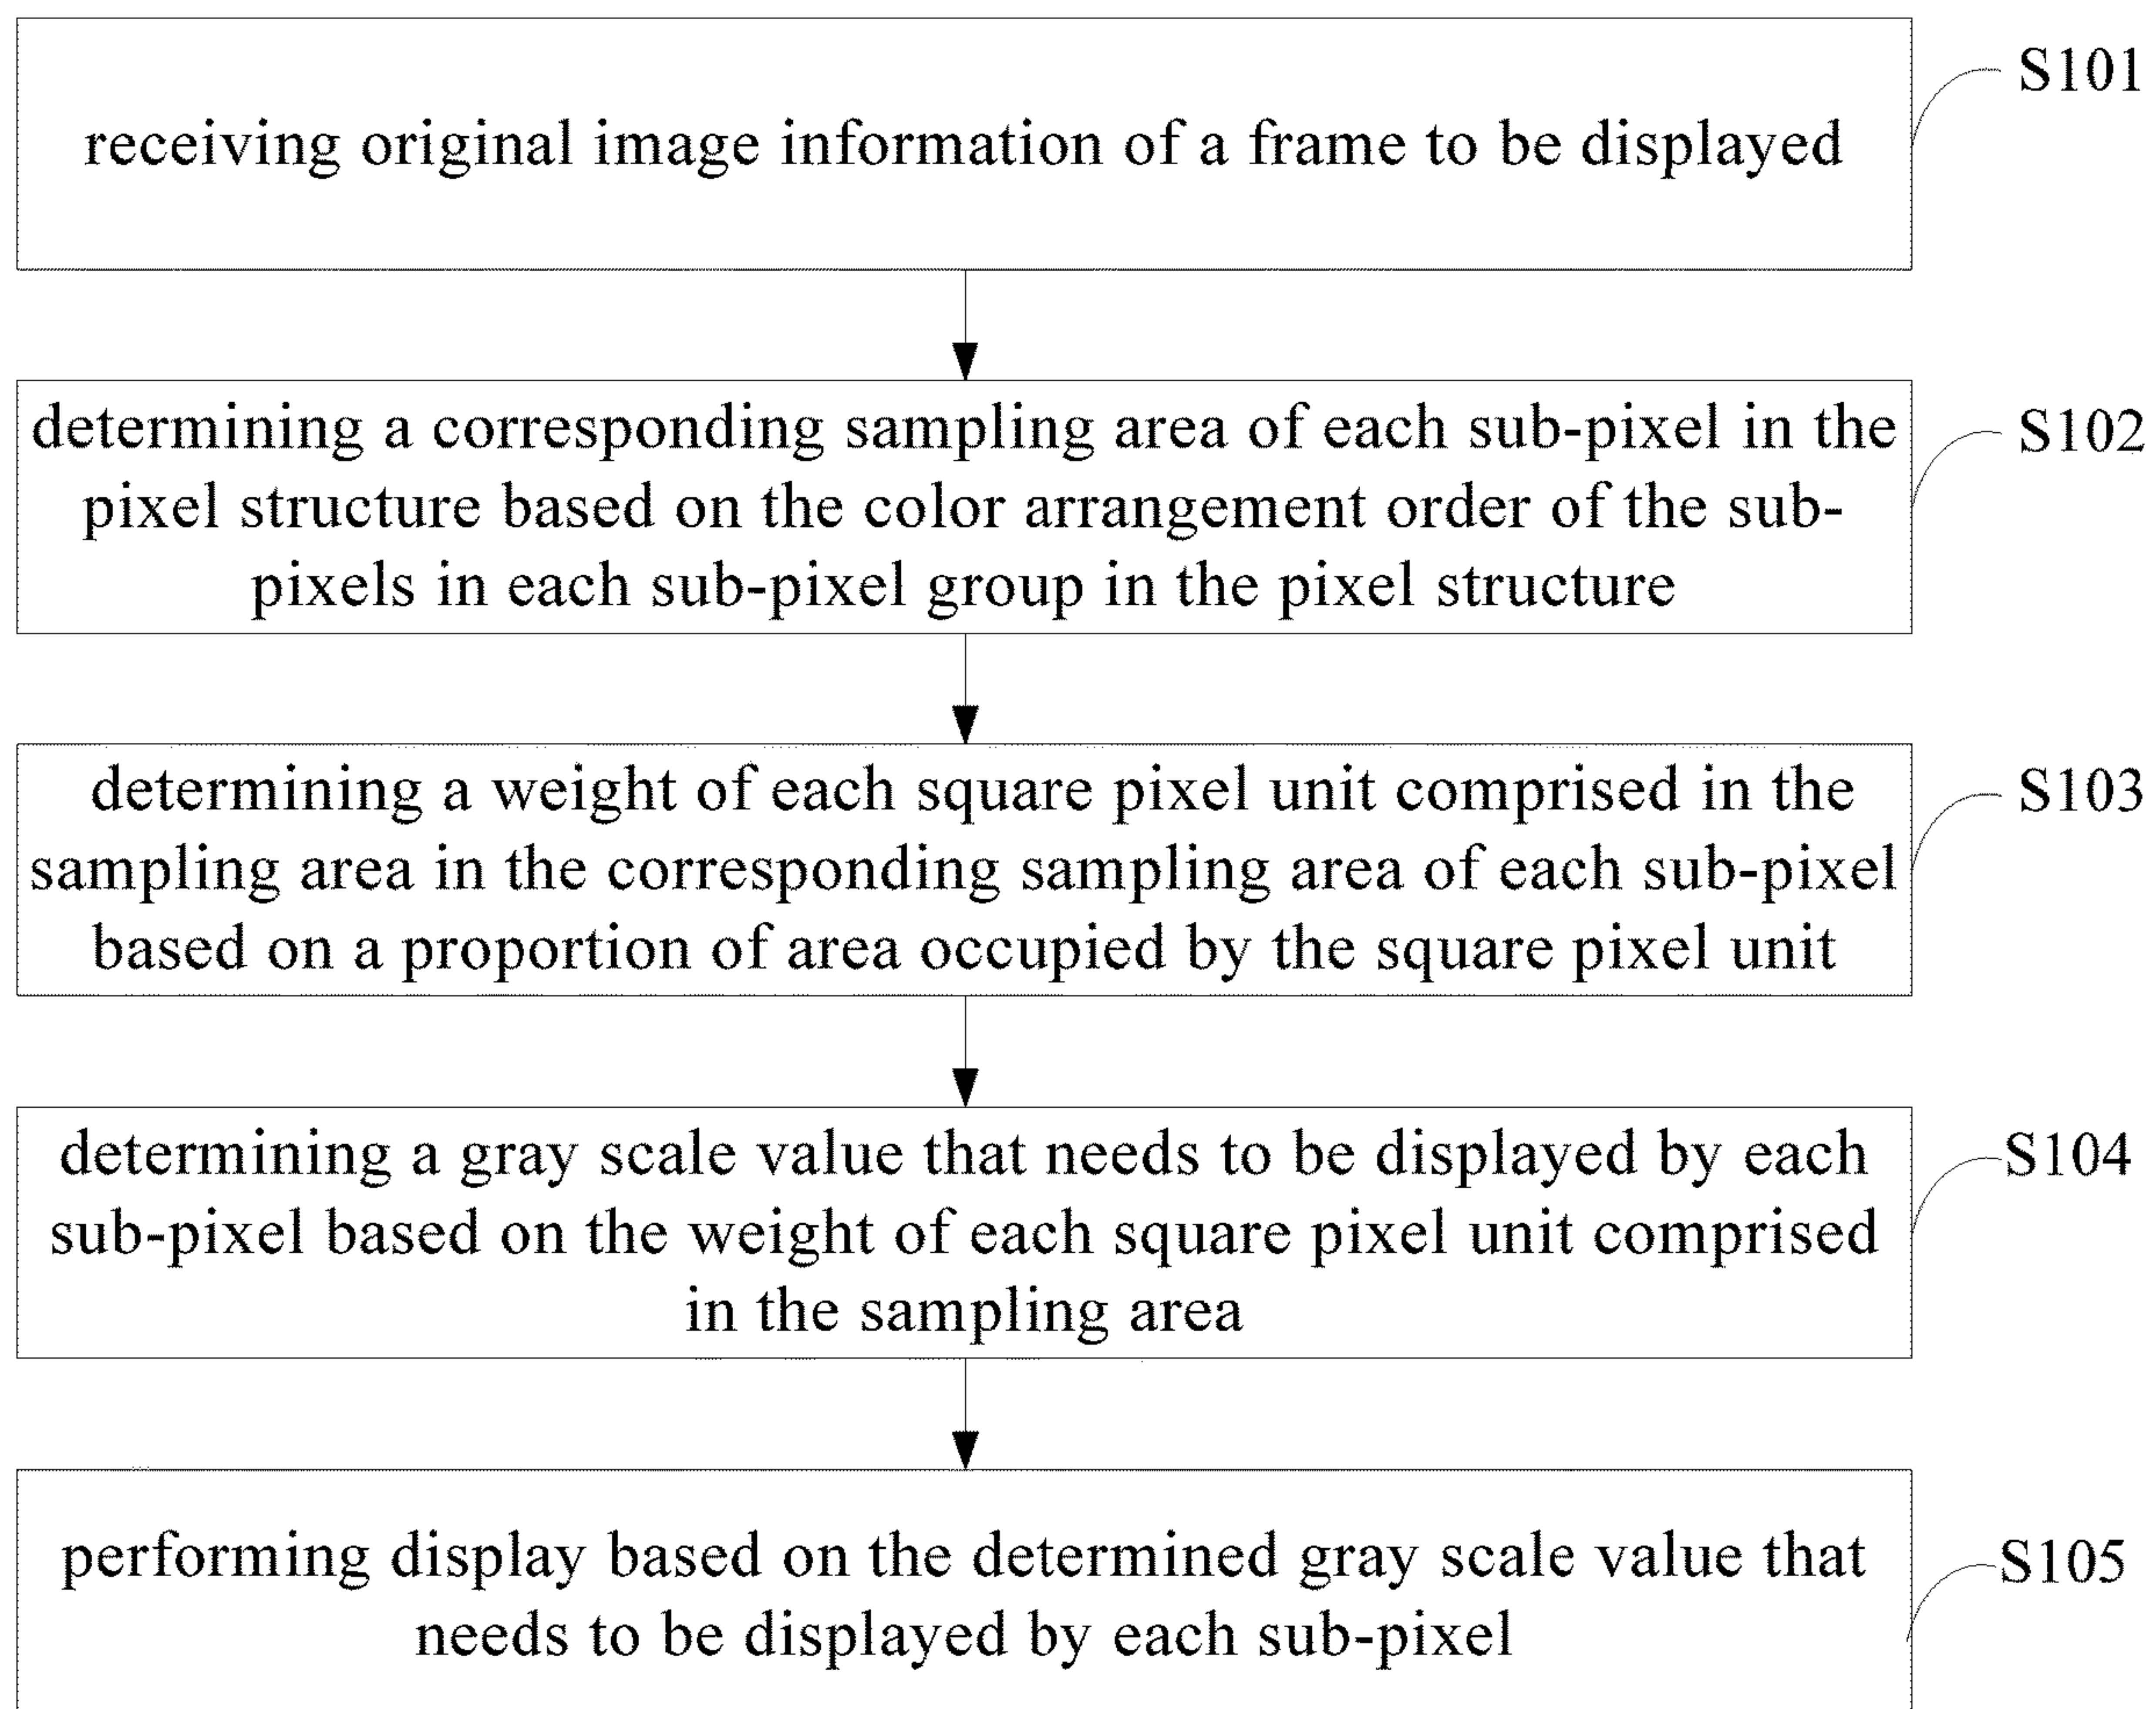 receiving original image information of a frame to be displayed
S101
determining a corresponding sampling area of each sub-pixel in the
pixel structure based on the color arrangement order of the sub-
pixels in each sub-pixel group in the pixel structure
S102
determining a weight of each square pixel unit comprised in the
sampling area in the corresponding sampling area of each sub-pixel
based on a proportion of area occupied by the square pixel unit
S103
determining a gray scale value that needs to be displayed by each
sub-pixel based on the weight of each square pixel unit comprised
in the sampling area
S104
performing display based on the determined gray scale value that
needs to be displayed by each sub-pixel
S105